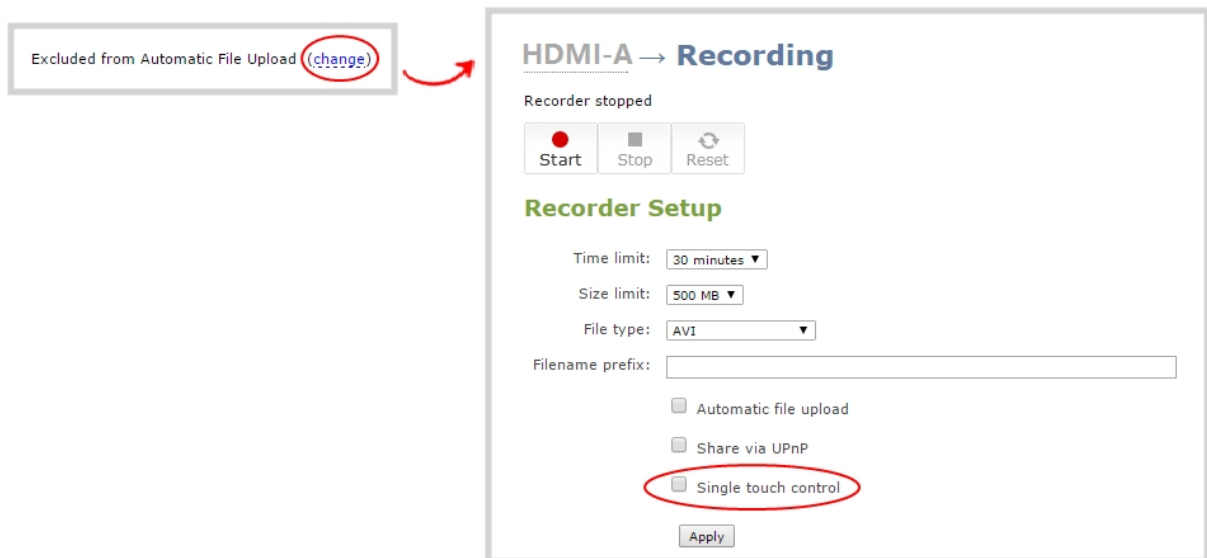 Excluded from Automatic File Upload (change)
HDMI-A → Recording
Recorder stopped
Start Stop Reset
Recorder Setup
Time limit: 30 minutes ▼
Size limit: 500 MB ▼
File type: AVI ▼
Filename prefix:
Automatic file upload
Share via UPnP
Single touch control
Apply